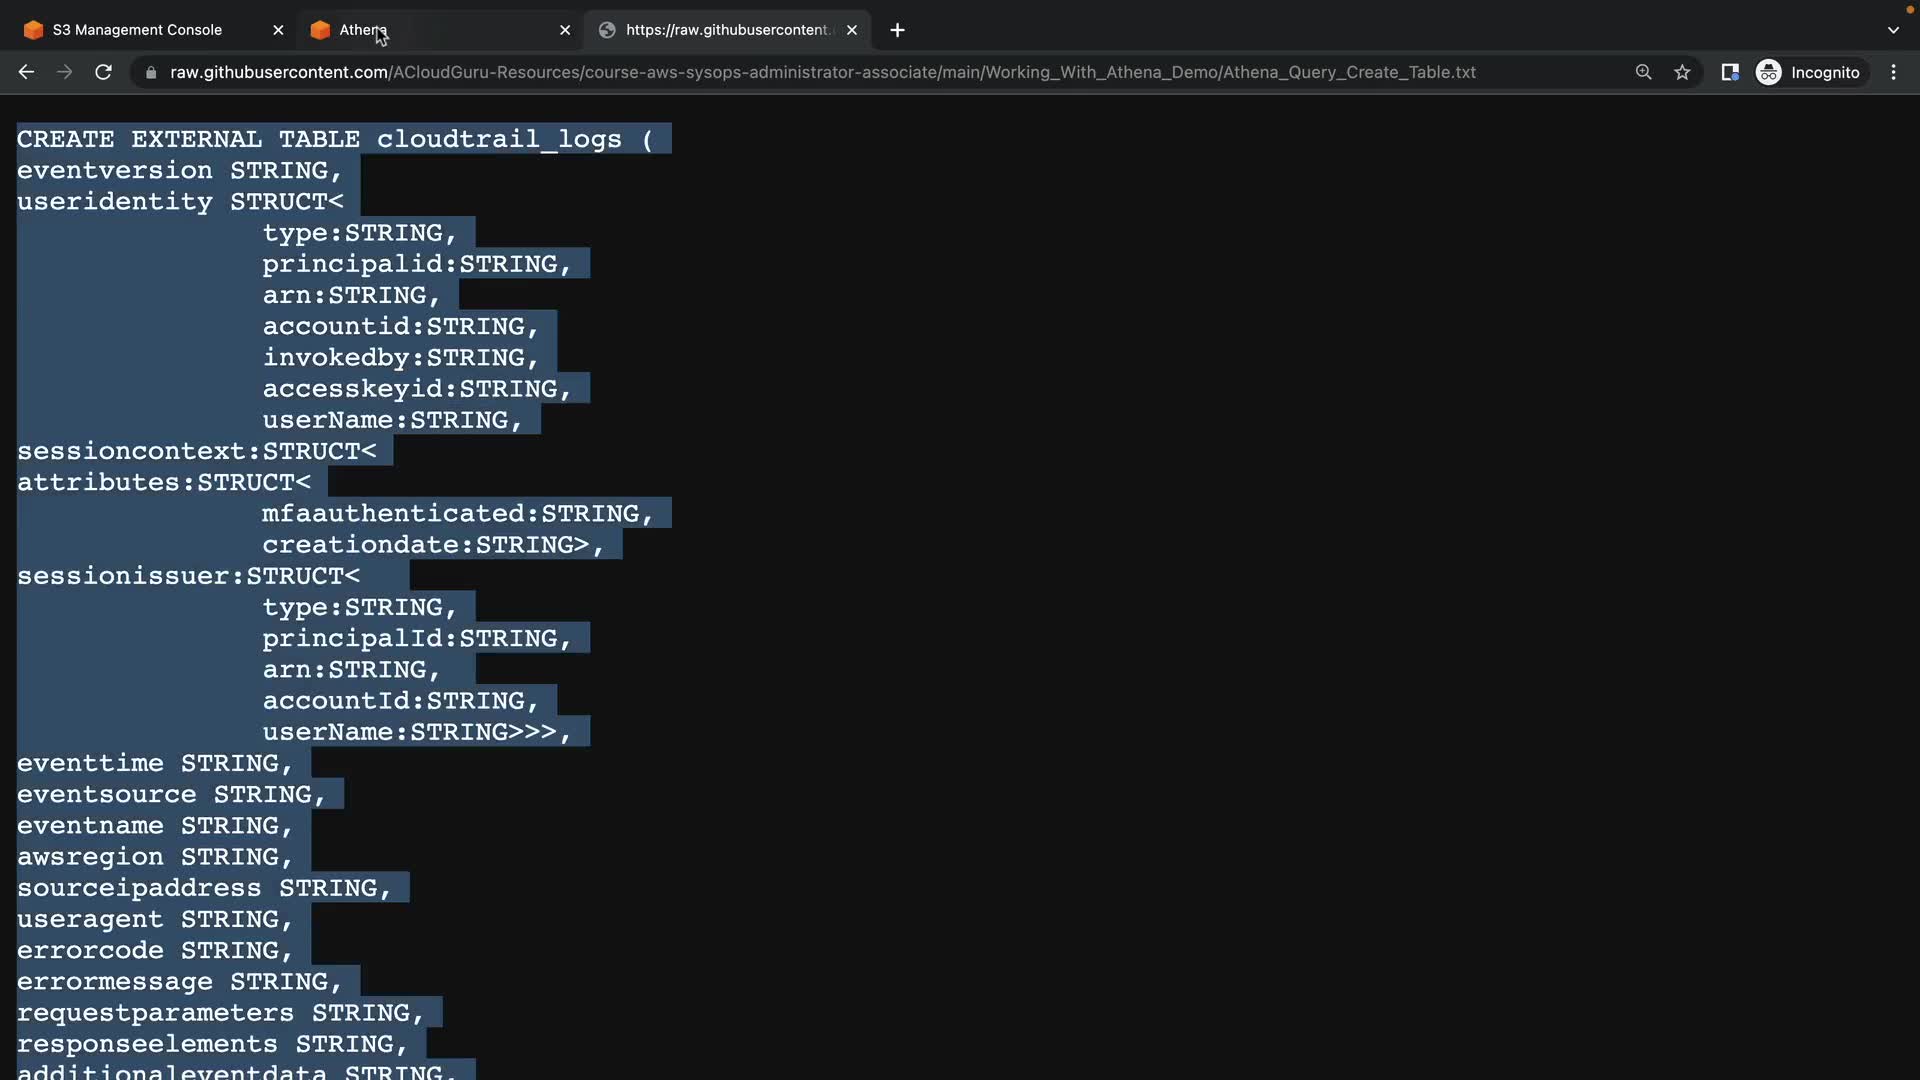 S3 Management Console
Athena
https://raw.githubusercontent.
raw.githubusercontent.com/ACloudGuru-Resources/course-aws-sysops-administrator-associate/main/Working_With_Athena_Demo/Athena_Query_Create_Table.txt
Incognito
CREATE EXTERNAL TABLE cloudtrail_logs (
eventversion STRING,
useridentity STRUCT<
type:STRING,
principalid:STRING,
arn:STRING,
accountid:STRING,
invokedby:STRING,
accesskeyid:STRING,
userName:STRING,
sessioncontext:STRUCT<
attributes:STRUCT<
mfaauthenticated:STRING,
creationdate:STRING>,
sessionissuer:STRUCT<
type:STRING,
principalId:STRING,
arn:STRING,
accountId:STRING,
userName:STRING>>>,
eventtime STRING,
eventsource STRING,
eventname STRING,
awsregion STRING,
sourceipaddress STRING,
useragent STRING,
errorcode STRING,
errormessage STRING,
requestparameters STRING,
responseelements STRING,
additionaleventdata STRING,